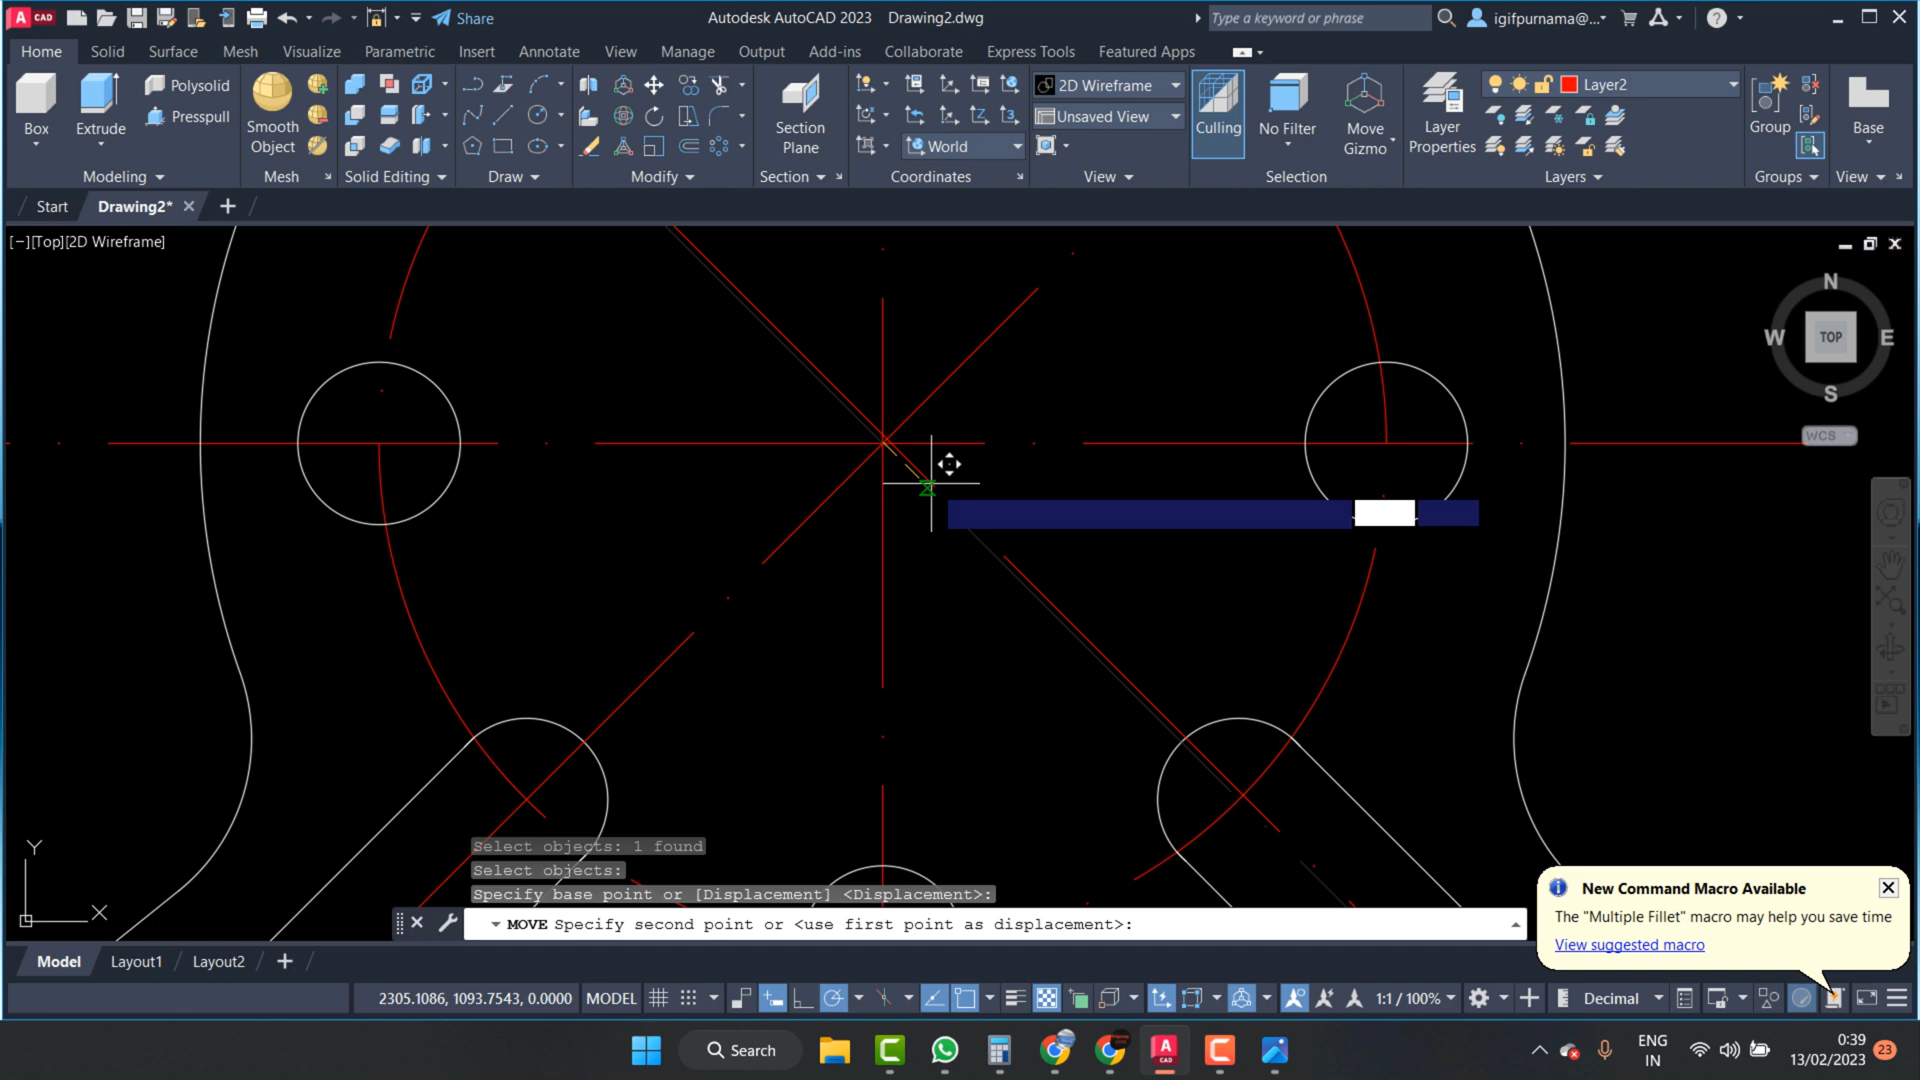 CAD
Share
Autodesk AutoCAD 2023 Drawing2.dwg
Type a keyword or phrase
igifpurnama@...
Home Solid Surface Mesh Mesh Visualize Parametric Insert Annotate View Manage Output Add-ins Collaborate Express Tools Featured Apps
Box
Extrude
Polysolid
Presspull
Smooth
Object
Section
Plane
2D Wireframe
Unsaved View
World
Culling
No Filter
Move
Gizmo
Layer
Properties
Layer2
Group
Base
Modeling
Mesh
Solid Editing
Draw
Modify
Section
Coordinates
View
Selection
Layers
Groups
View
Start
Drawing2*
[−][Top][2D Wireframe]
N
W
TOP
E
S
WCS
Y
X
Select objects: 1 found
Select objects:
Specify base point or [Displacement] <Displacement>:
MOVE Specify second point or <use first point as displacement>:
New Command Macro Available
The "Multiple Fillet" macro may help you save time
View suggested macro
Model
Layout1
Layout2
2305.1086, 1093.7543, 0.0000
MODEL
1:1 / 100%
Decimal
Search
ENG
IN
0:39
13/02/2023
23